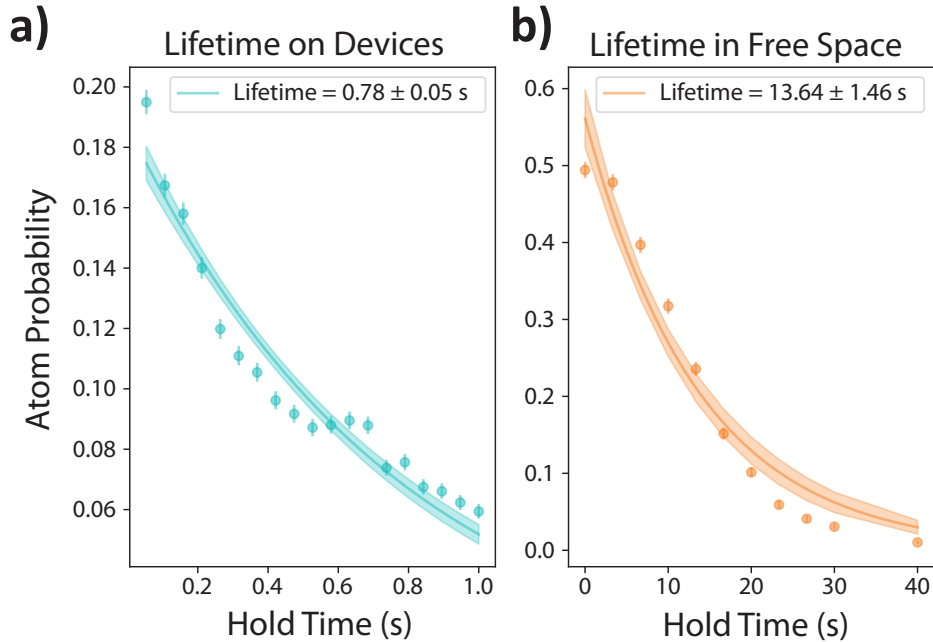 a)
Lifetime on Devices
Lifetime = 0.78 ± 0.05 s
0.20
0.18
0.16
0.14
0.12
0.10
0.08
0.06
Atom Probability
0.2
0.4
0.6
0.8
1.0
Hold Time (s)
b)
Lifetime in Free Space
Lifetime = 13.64 ± 1.46 s
0.6
0.5
0.4
0.3
0.2
0.1
0.0
0
10
20
30
40
Hold Time (s)